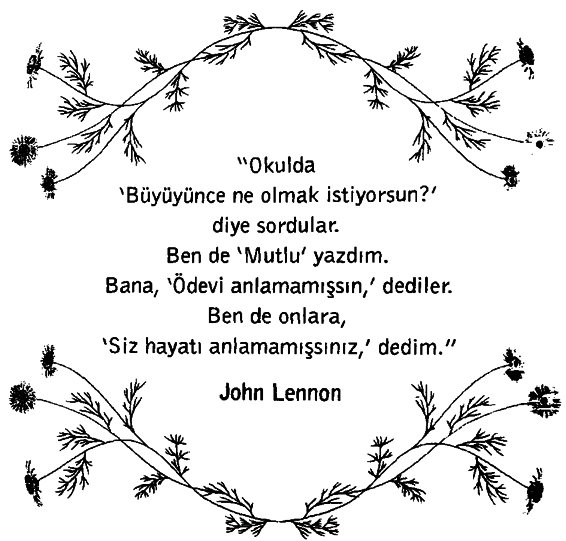 “Okulda
‘Büyüyünce ne olmak istiyorsun?’
diye sordular.
Ben de ‘Mutlu’ yazdım.
Bana, ‘Ödevi anlamamışsın,’ dediler.
Ben de onlara,
‘Siz hayatı anlamamışsınız,’ dedim.”
John Lennon